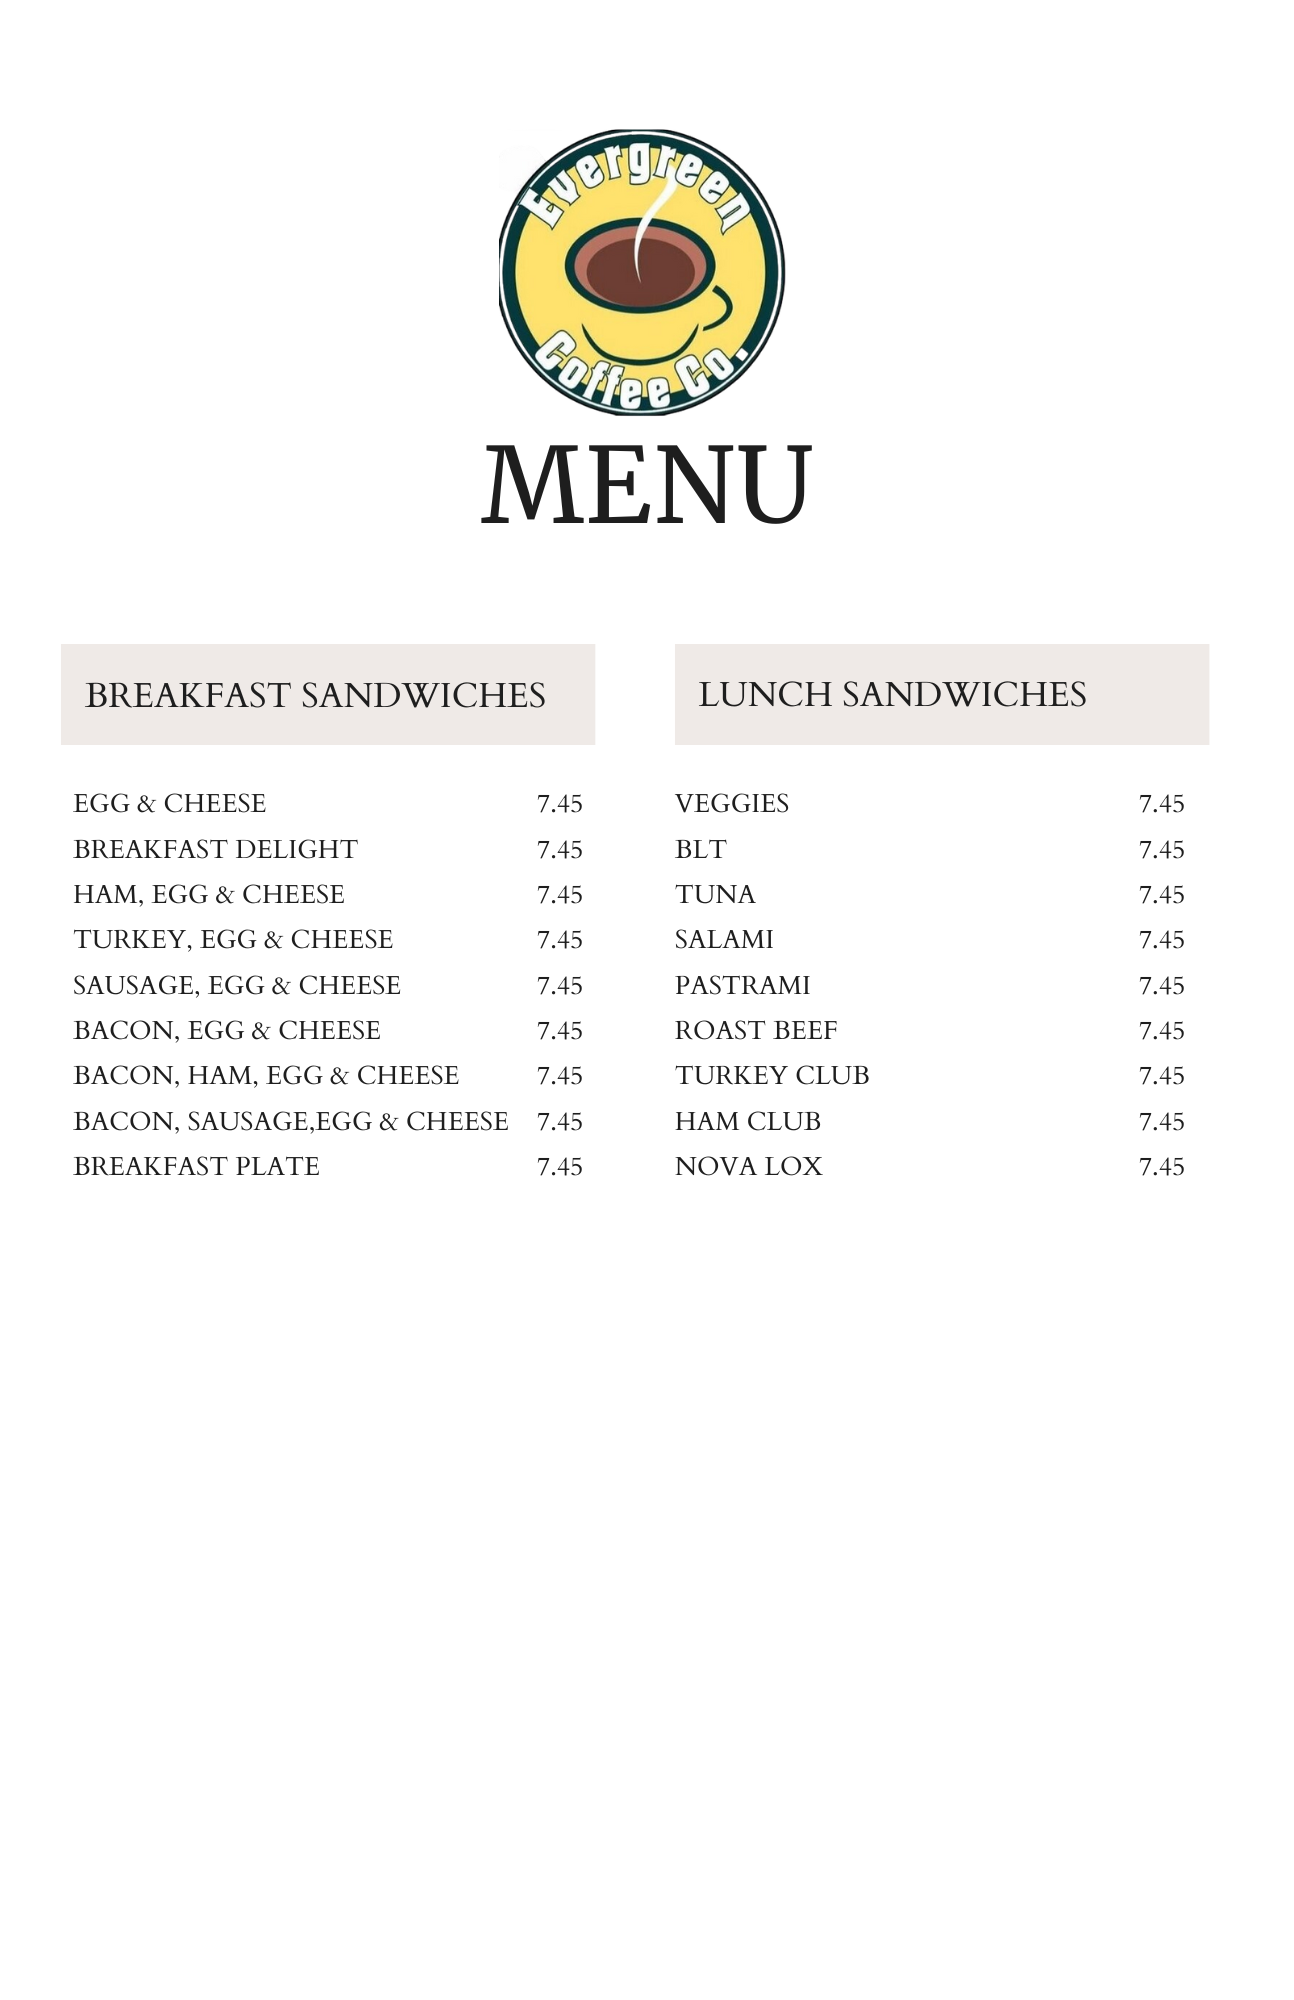 Evergreen
Coffee Co.
MENU
BREAKFAST SANDWICHES
EGG & CHEESE 7.45
BREAKFAST DELIGHT 7.45
HAM, EGG & CHEESE 7.45
TURKEY, EGG & CHEESE 7.45
SAUSAGE, EGG & CHEESE 7.45
BACON, EGG & CHEESE 7.45
BACON, HAM, EGG & CHEESE 7.45
BACON, SAUSAGE,EGG & CHEESE 7.45
BREAKFAST PLATE 7.45
LUNCH SANDWICHES
VEGGIES 7.45
BLT 7.45
TUNA 7.45
SALAMI 7.45
PASTRAMI 7.45
ROAST BEEF 7.45
TURKEY CLUB 7.45
HAM CLUB 7.45
NOVA LOX 7.45